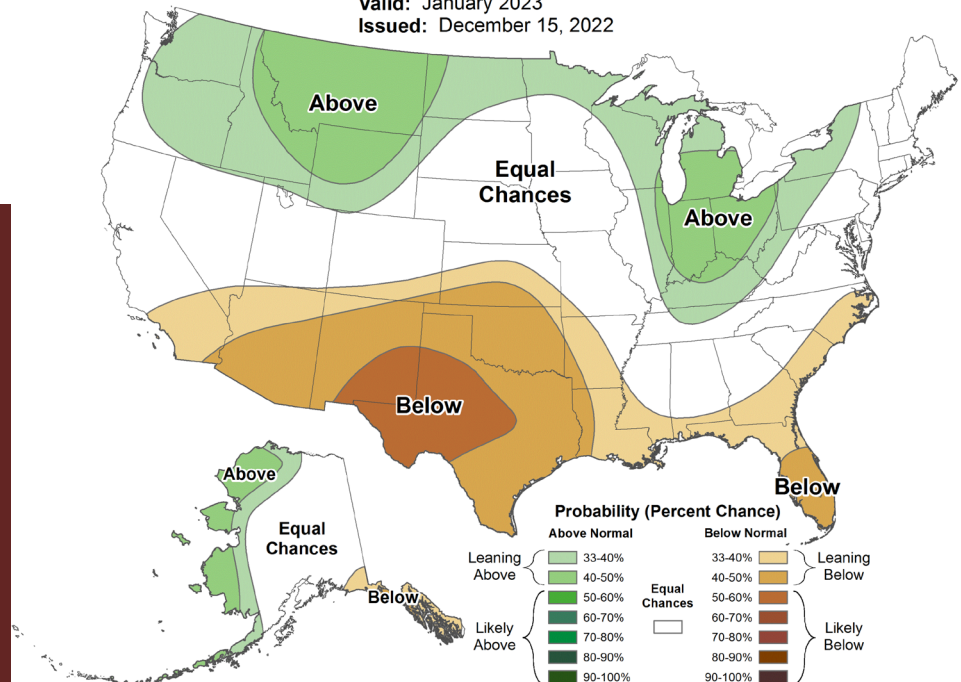 Valid: January 2023
Issued: December 15, 2022
Above
Equal
Chances
Above
Below
Above
Equal
Chances
Below
Below
Probability (Percent Chance)
Above Normal
Below Normal
Leaning
Above
33-40%
40-50%
50-60%
60-70%
70-80%
80-90%
90-100%
Likely
Above
Equal
Chances
33-40%
40-50%
50-60%
60-70%
70-80%
80-90%
90-100%
Leaning
Below
Likely
Below